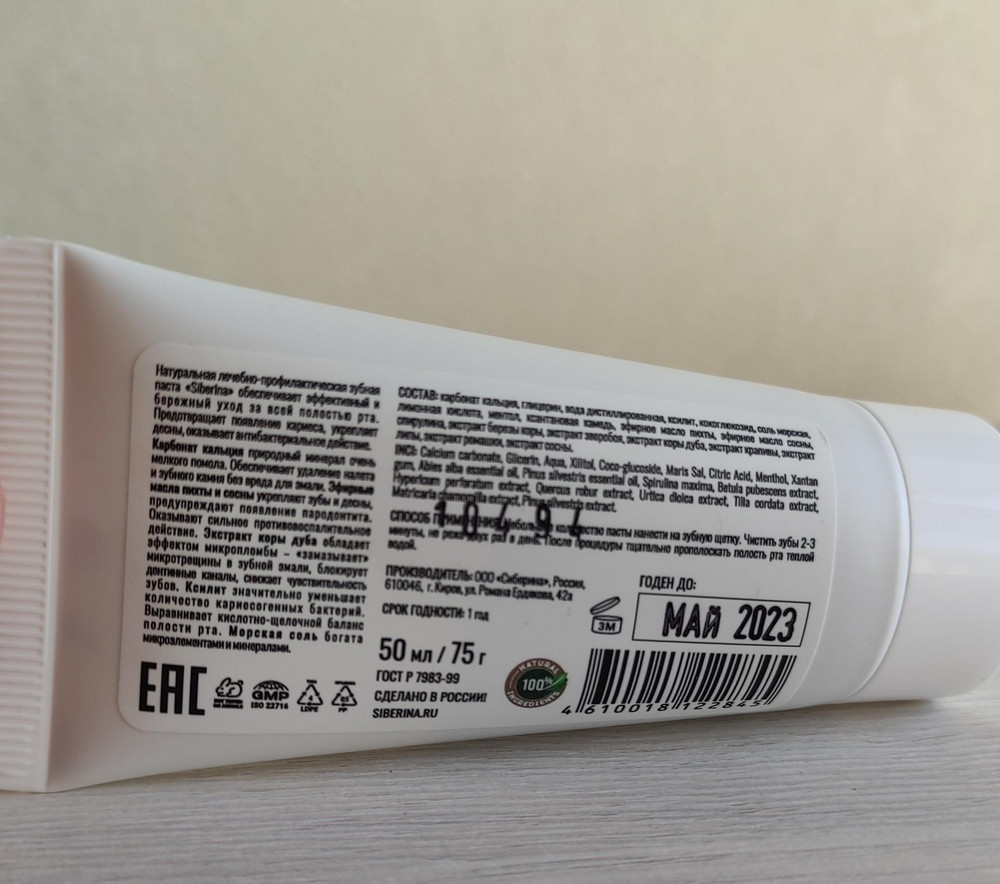 Натуральная лечебно-профилактическая зубная
паста «Siberina» обеспечивает эффективный и
бережный уход за всей полостью рта.
Предотвращает появление кариеса, укрепляет
десны, оказывает антибактериальное действие.
Карбонат кальция природный минерал очень
мелкого помола. Обеспечивает удаление налета
и зубного камня без вреда для эмали. Эфирные
масла пихты и сосны укрепляют зубы и десны,
предупреждают появление пародонтита.
Оказывают сильное противовоспалительное
действие. Экстракт коры дуба обладает
эффектом микропломбы – «замазывает»
микротрещины в зубной эмали, блокирует
дентинные каналы, снижает чувствительность
зубов. Ксилит значительно уменьшает
количество кариесогенных бактерий.
Выравнивает кислотно-щелочной баланс
полости рта. Морская соль богата
микроэлементами и минералами.
EAC
GMP
ISO 22716
LDPE
PP
СОСТАВ: карбонат кальция, глицерин, вода дистиллированная, ксилит, кокоглюкозид, соль морская,
лимонная кислота, ментол, ксантановая камедь, эфирное масло пихты, эфирное масло сосны,
спирулина, экстракт березы коры, экстракт зверобоя, экстракт коры дуба, экстракт крапивы, экстракт
липы, экстракт ромашки, экстракт сосны.
INCI: Calcium carbonate, Glicerin, Aqua, Xilitol, Coco-glucoside, Maris Sal, Citric Acid, Menthol, Xantan
gum, Abies alba essential oil, Pinus silvestris essential oil, Spirulina maxima, Betula pubescens extract,
Hypericum perforatum extract, Quercus robur extract, Urtica dioica extract, Tilla cordata extract,
Matricaria chamomilla extract, Pinus silvestris extract.
10494
СПОСОБ количество пасты нанести на зубную щетку. Чистить зубы 2-3
минуты, не реже двух раз в день. После процедуры тщательно прополоскать полость рта теплой
водой.
ПРОИЗВОДИТЕЛЬ: ООО «Сиберина», Россия,
610046, г. Киров, ул. Романа Ердякова, 42а
СРОК ГОДНОСТИ: 1 год
50 мл / 75 г
ГОСТ Р 7983-99
СДЕЛАНО В РОССИИ!
SIBERINA.RU
NATURAL
100%
INGREDIENTS
ГОДЕН ДО:
3М
МАЙ 2023
4 610018 122845